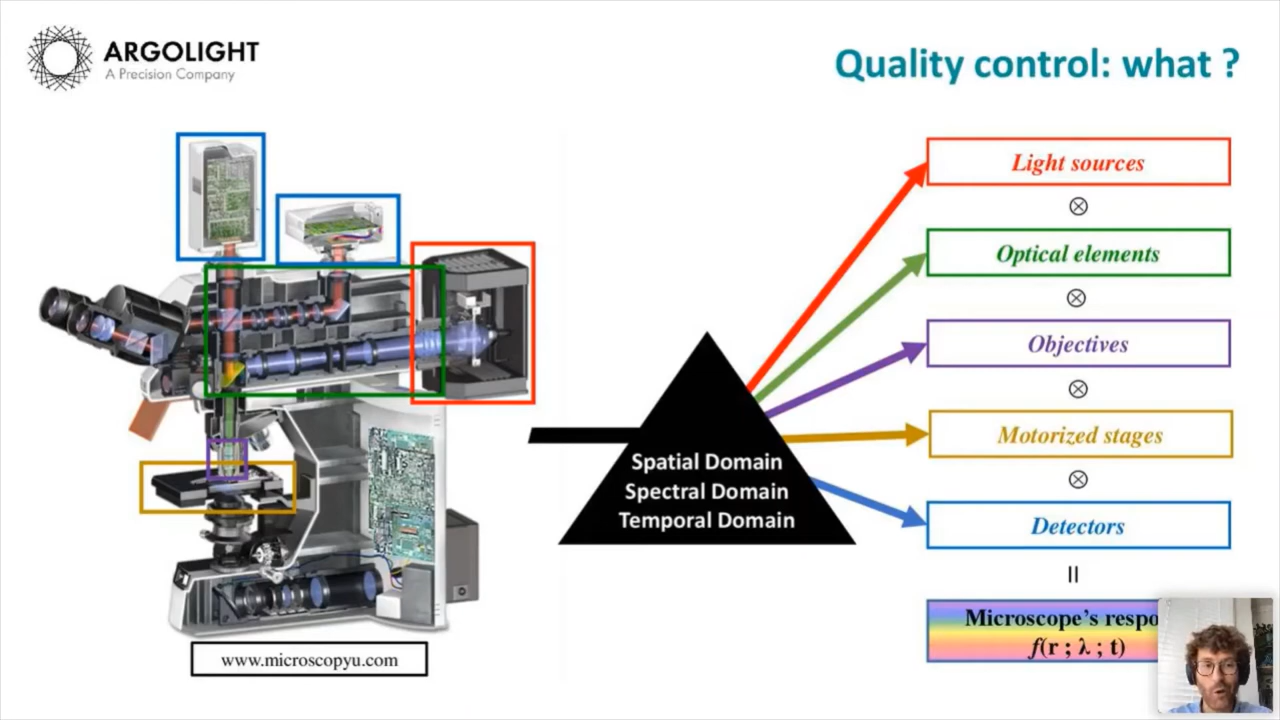 ARGOLIGHT
A Precision Company
Quality control: what ?
Light sources
⊗
Optical elements
⊗
Objectives
⊗
Motorized stages
⊗
Detectors
=
Spatial Domain
Spectral Domain
Temporal Domain
Microscope's respo
f(r ; λ ; t)
www.microscopyu.com